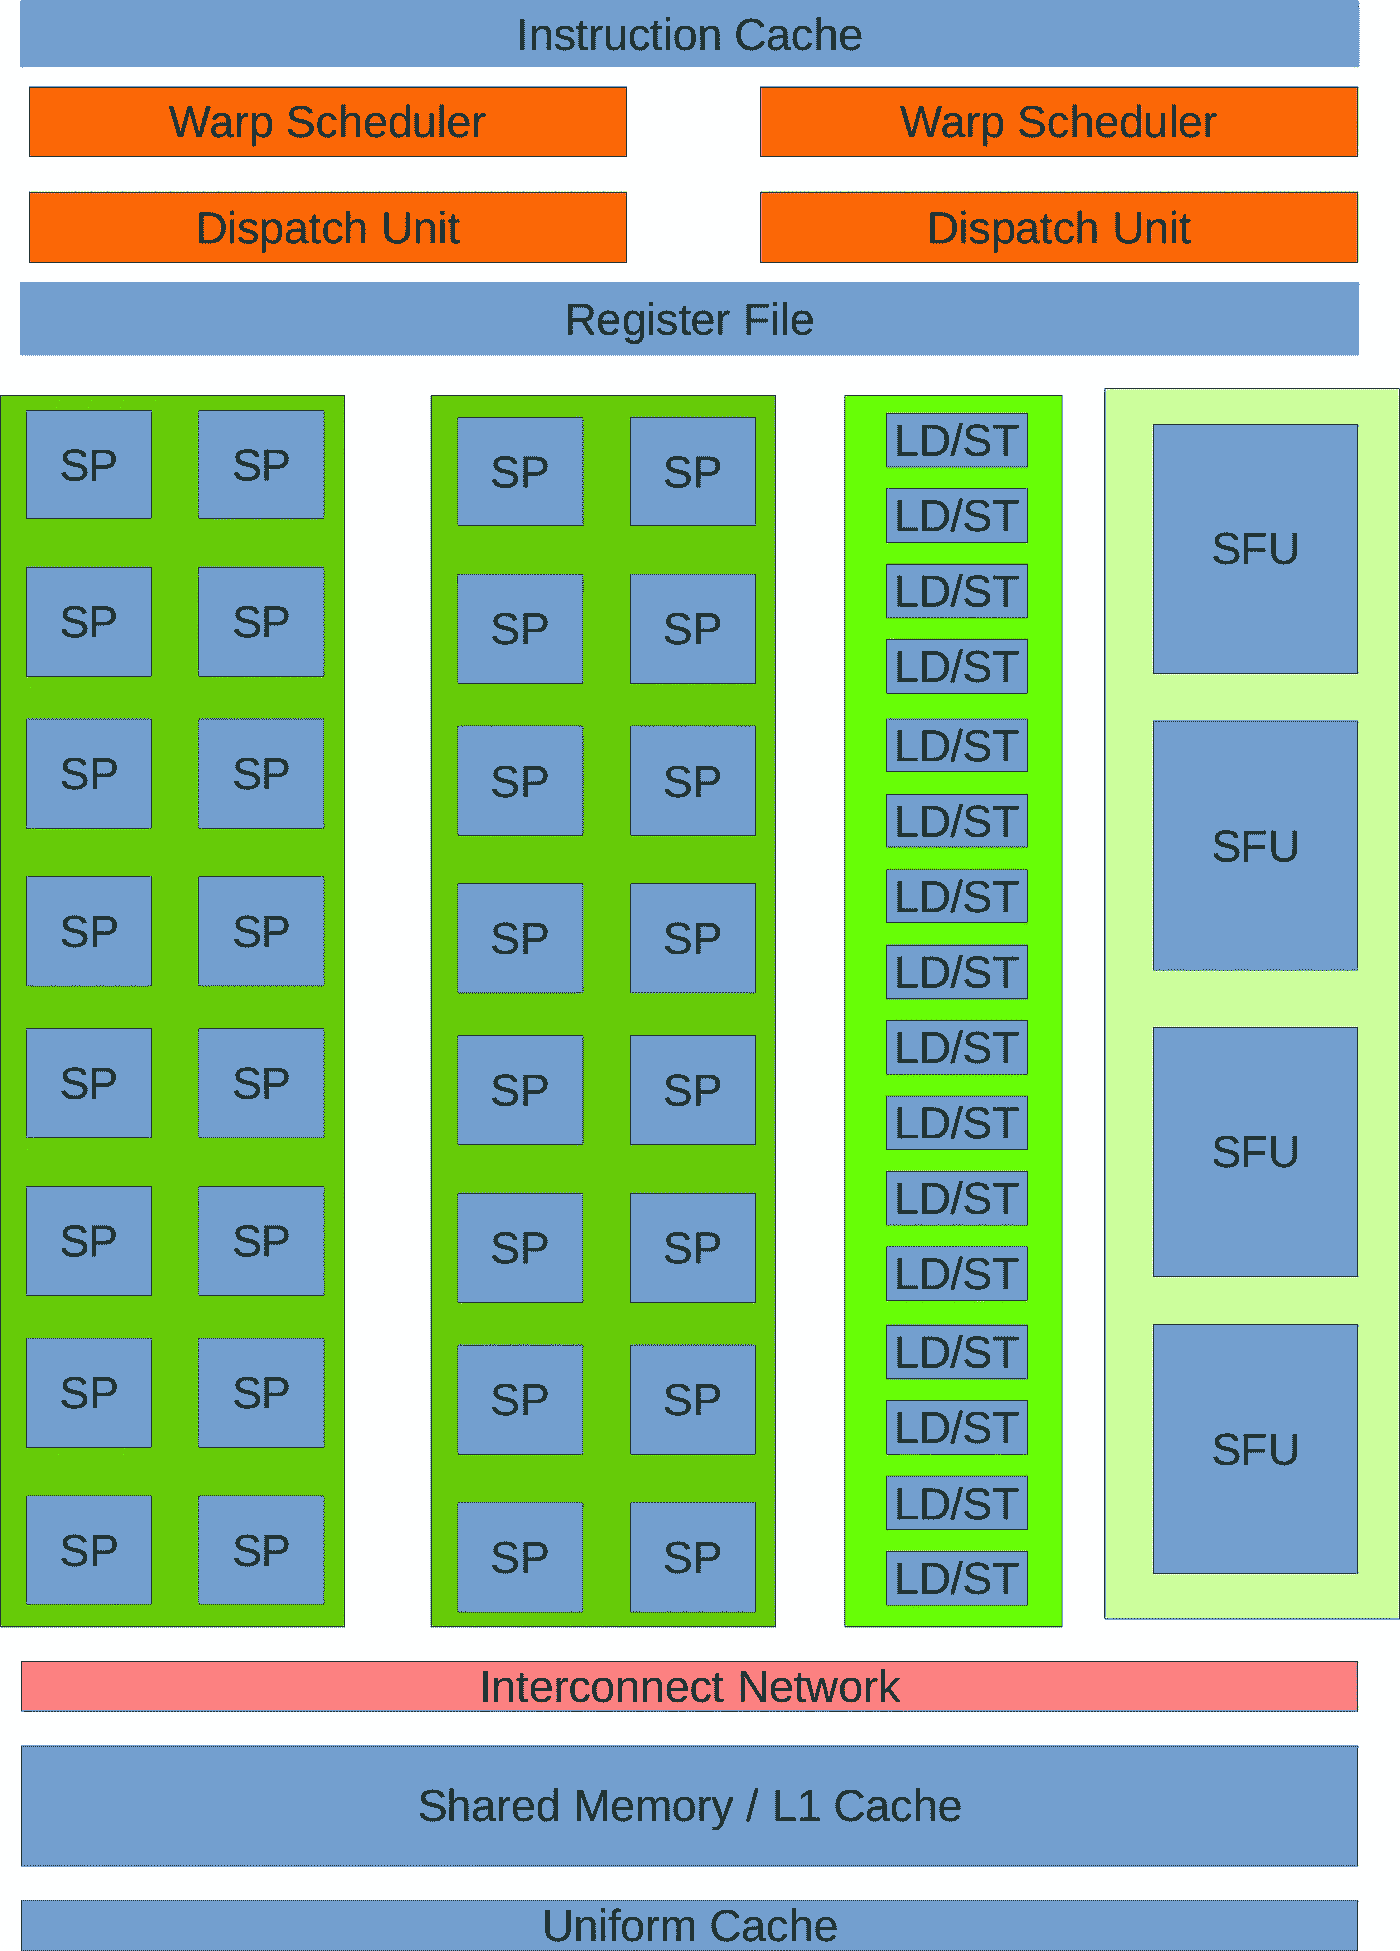 Instruction Cache
Warp Scheduler Warp Scheduler
Dispatch Unit Dispatch Unit
Register File
SP SP SP SP LD/ST SFU
LD/ST
SP SP SP SP LD/ST
LD/ST
SP SP SP SP LD/ST SFU
LD/ST
SP SP SP SP LD/ST
LD/ST
SP SP SP SP LD/ST SFU
LD/ST
SP SP SP SP LD/ST
LD/ST
SP SP SP SP LD/ST SFU
LD/ST
SP SP SP SP LD/ST
LD/ST
Interconnect Network
Shared Memory / L1 Cache
Uniform Cache